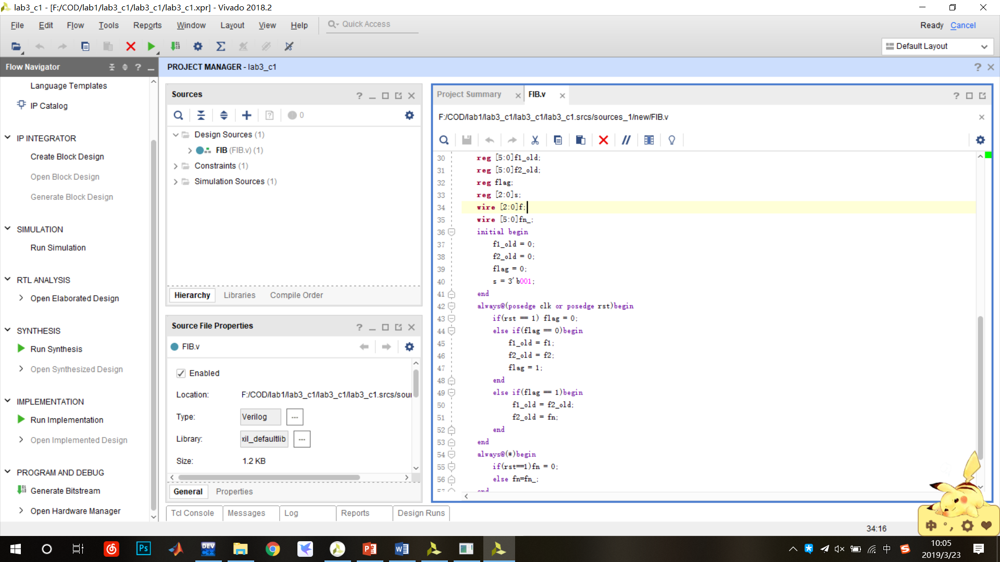 lab3_c1 - [F:/COD/lab1/lab3_c1/lab3_c1/lab3_c1.xpr] - Vivado 2018.2
File Edit Flow Tools Reports Window Layout View Help Quick Access Ready Cancel
Default Layout
Flow Navigator
PROJECT MANAGER - lab3_c1
Language Templates
IP Catalog
IP INTEGRATOR
Create Block Design
Open Block Design
Generate Block Design
SIMULATION
Run Simulation
RTL ANALYSIS
Open Elaborated Design
SYNTHESIS
Run Synthesis
Open Synthesized Design
IMPLEMENTATION
Run Implementation
Open Implemented Design
PROGRAM AND DEBUG
Generate Bitstream
Open Hardware Manager
Sources
0
Design Sources (1)
FIB (FIB.v) (1)
Constraints (1)
Simulation Sources (1)
Hierarchy Libraries Compile Order
Source File Properties
FIB.v
Enabled
Location: F:/COD/lab1/lab3_c1/lab3_c1/lab3_c1.srcs/sour
Type: Verilog ...
Library: xil_defaultlib ...
Size: 1.2 KB
General Properties
Project Summary FIB.v
F:/COD/lab1/lab3_c1/lab3_c1/lab3_c1.srcs/sources_1/new/FIB.v
30 reg [5:0]f1_old;
31 reg [5:0]f2_old;
32 reg flag;
33 reg [2:0]s;
34 wire [2:0]f;
35 wire [5:0]fn_;
36 initial begin
37 f1_old = 0;
38 f2_old = 0;
39 flag = 0;
40 s = 3'b001;
41 end
42 always@(posedge clk or posedge rst)begin
43 if(rst == 1) flag = 0;
44 else if(flag == 0)begin
45 f1_old = f1;
46 f2_old = f2;
47 flag = 1;
48 end
49 else if(flag == 1)begin
50 f1_old = f2_old;
51 f2_old = fn;
52 end
53 end
54 always@(*)begin
55 if(rst==1)fn = 0;
56 else fn=fn_;
57 end
Tcl Console Messages Log Reports Design Runs
34:16
中 °,
Ps DEV C++ P W 中 S
10:05
2019/3/23